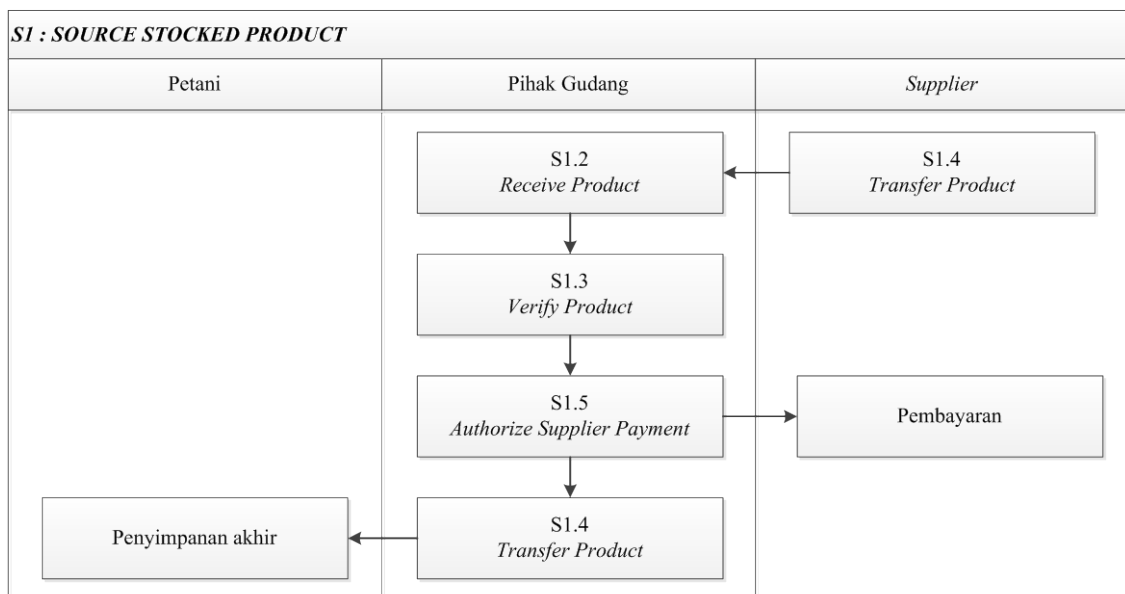 S1 : SOURCE STOCKED PRODUCT
Petani
Pihak Gudang
Supplier
S1.2
Receive Product
S1.4
Transfer Product
S1.3
Verify Product
S1.5
Authorize Supplier Payment
Pembayaran
Penyimpanan akhir
S1.4
Transfer Product